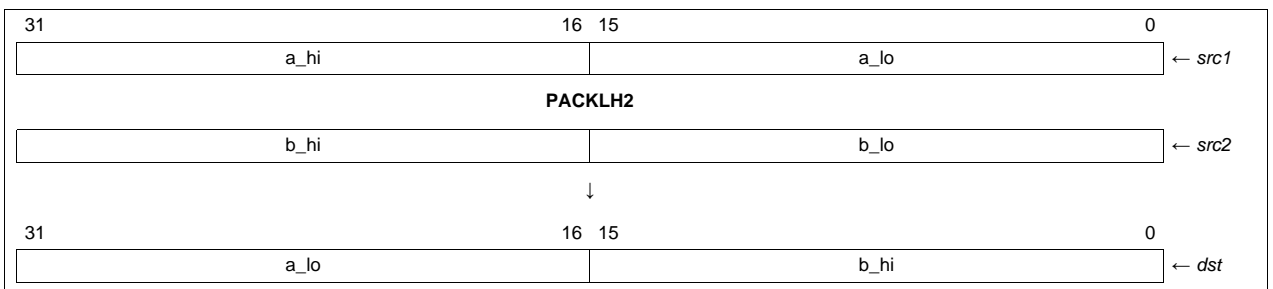 31 16 15 0
a_hi a_lo ← src1
PACKLH2
b_hi b_lo ← src2
↓
31 16 15 0
a_lo b_hi ← dst